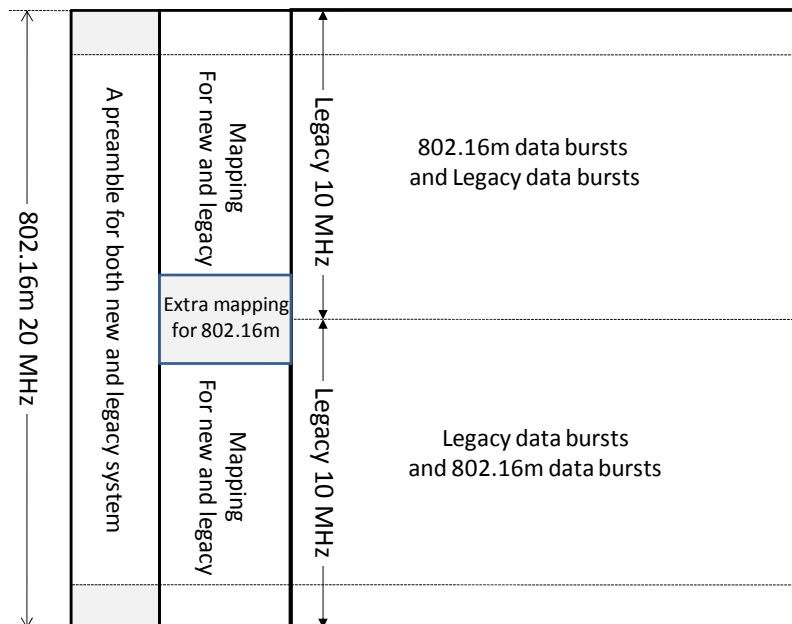 802.16m 20 MHz
A preamble for both new and legacy system
Mapping
For new and legacy
Extra mapping
for 802.16m
Mapping
For new and legacy
Legacy 10 MHz
Legacy 10 MHz
802.16m data bursts
and Legacy data bursts
Legacy data bursts
and 802.16m data bursts